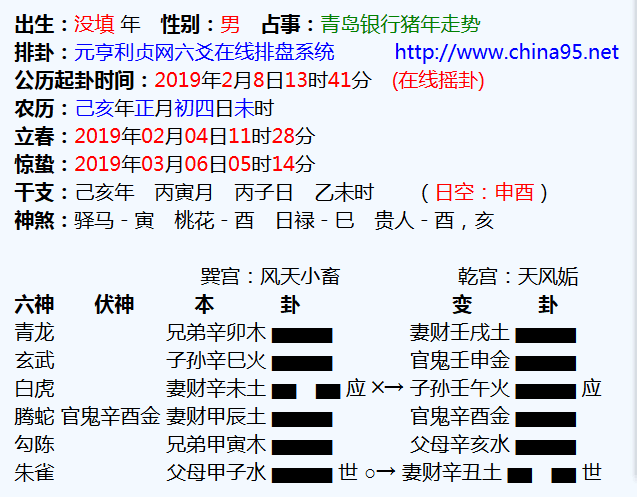 出生：没填 年　性别：男　占事：青岛银行猪年走势
排卦：元亨利贞网六爻在线排盘系统　　　http://www.china95.net
公历起卦时间：2019年2月8日13时41分　(在线摇卦)
农历：己亥年正月初四日未时
立春：2019年02月04日11时28分
惊蛰：2019年03月06日05时14分
干支：己亥年　丙寅月　丙子日　乙未时　　（日空：申酉）
神煞：驿马－寅　桃花－酉　日禄－巳　贵人－酉，亥
巽宫：风天小畜　　乾宫：天风姤
六神　伏神　本　卦　变　卦
青龙　兄弟辛卯木　妻财壬戌土
玄武　子孙辛巳火　官鬼壬申金
白虎　妻财辛未土　应 ×→ 子孙壬午火　应
腾蛇 官鬼辛酉金 妻财甲辰土　官鬼辛酉金
勾陈　兄弟甲寅木　父母辛亥水
朱雀　父母甲子水　世 ○→ 妻财辛丑土　世